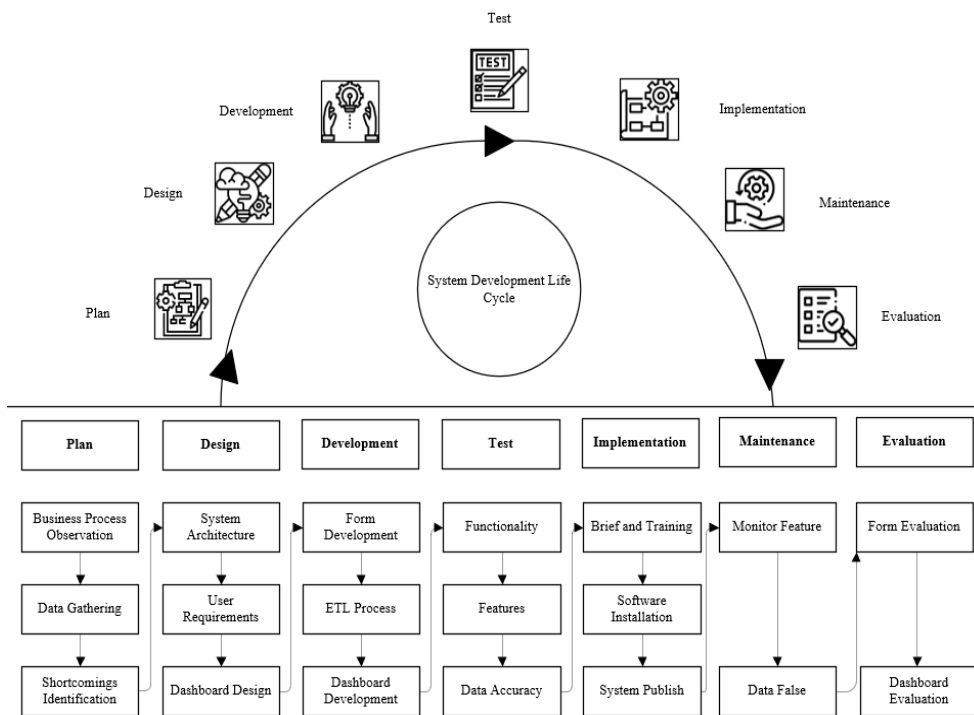 Test
Development
Implementation
Design
Maintenance
System Development Life
Cycle
Plan
Evaluation
Plan
Design
Development
Test
Implementation
Maintenance
Evaluation
Business Process
Observation
System
Architecture
Form
Development
Functionality
Brief and Training
Monitor Feature
Form Evaluation
Data Gathering
User
Requirements
ETL Process
Features
Software
Installation
Shortcomings
Identification
Dashboard Design
Dashboard
Development
Data Accuracy
System Publish
Data False
Dashboard
Evaluation
TEST